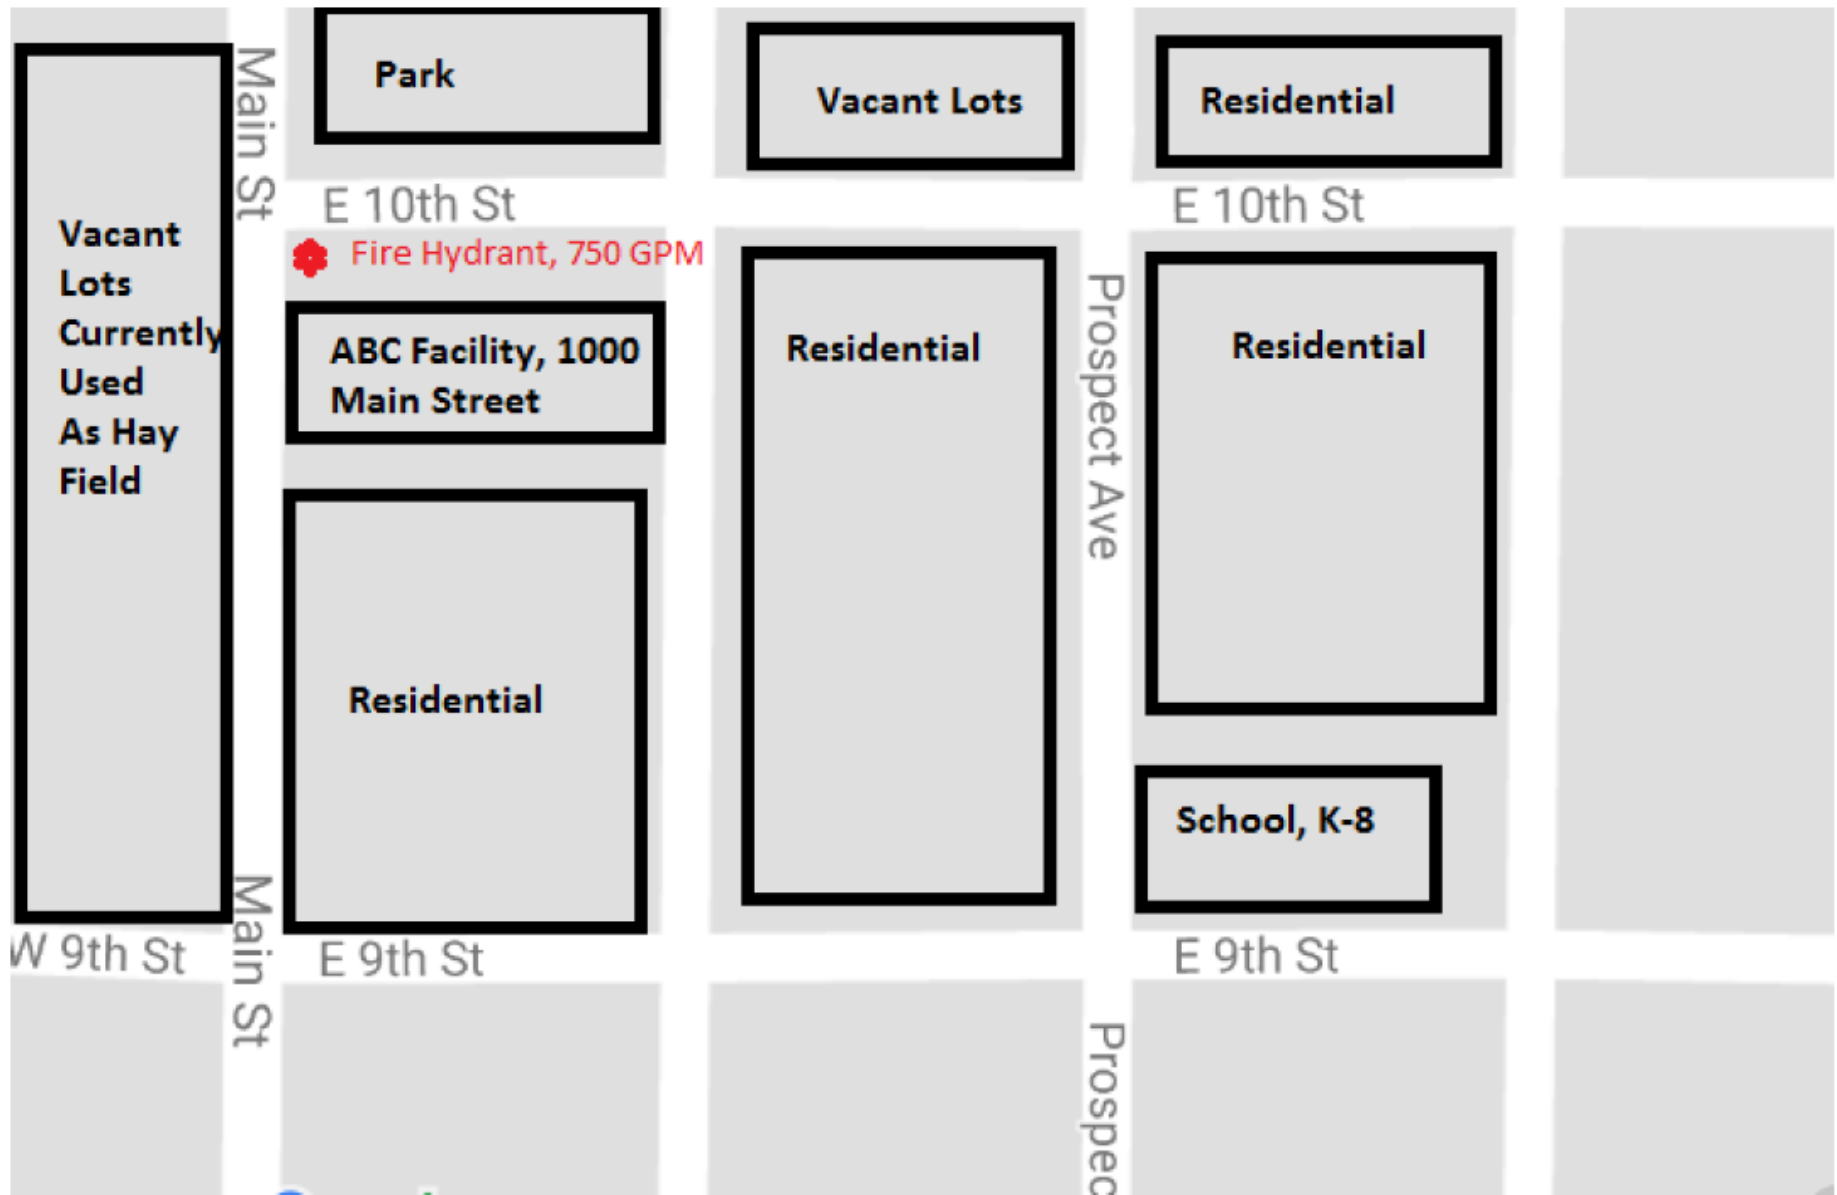 Main St
Park
Vacant Lots
Residential
E 10th St
E 10th St
Vacant
Lots
Currently
Used
As Hay
Field
Fire Hydrant, 750 GPM
ABC Facility, 1000
Main Street
Residential
Prospect Ave
Residential
Residential
School, K-8
W 9th St
Main St
E 9th St
E 9th St
Prospec